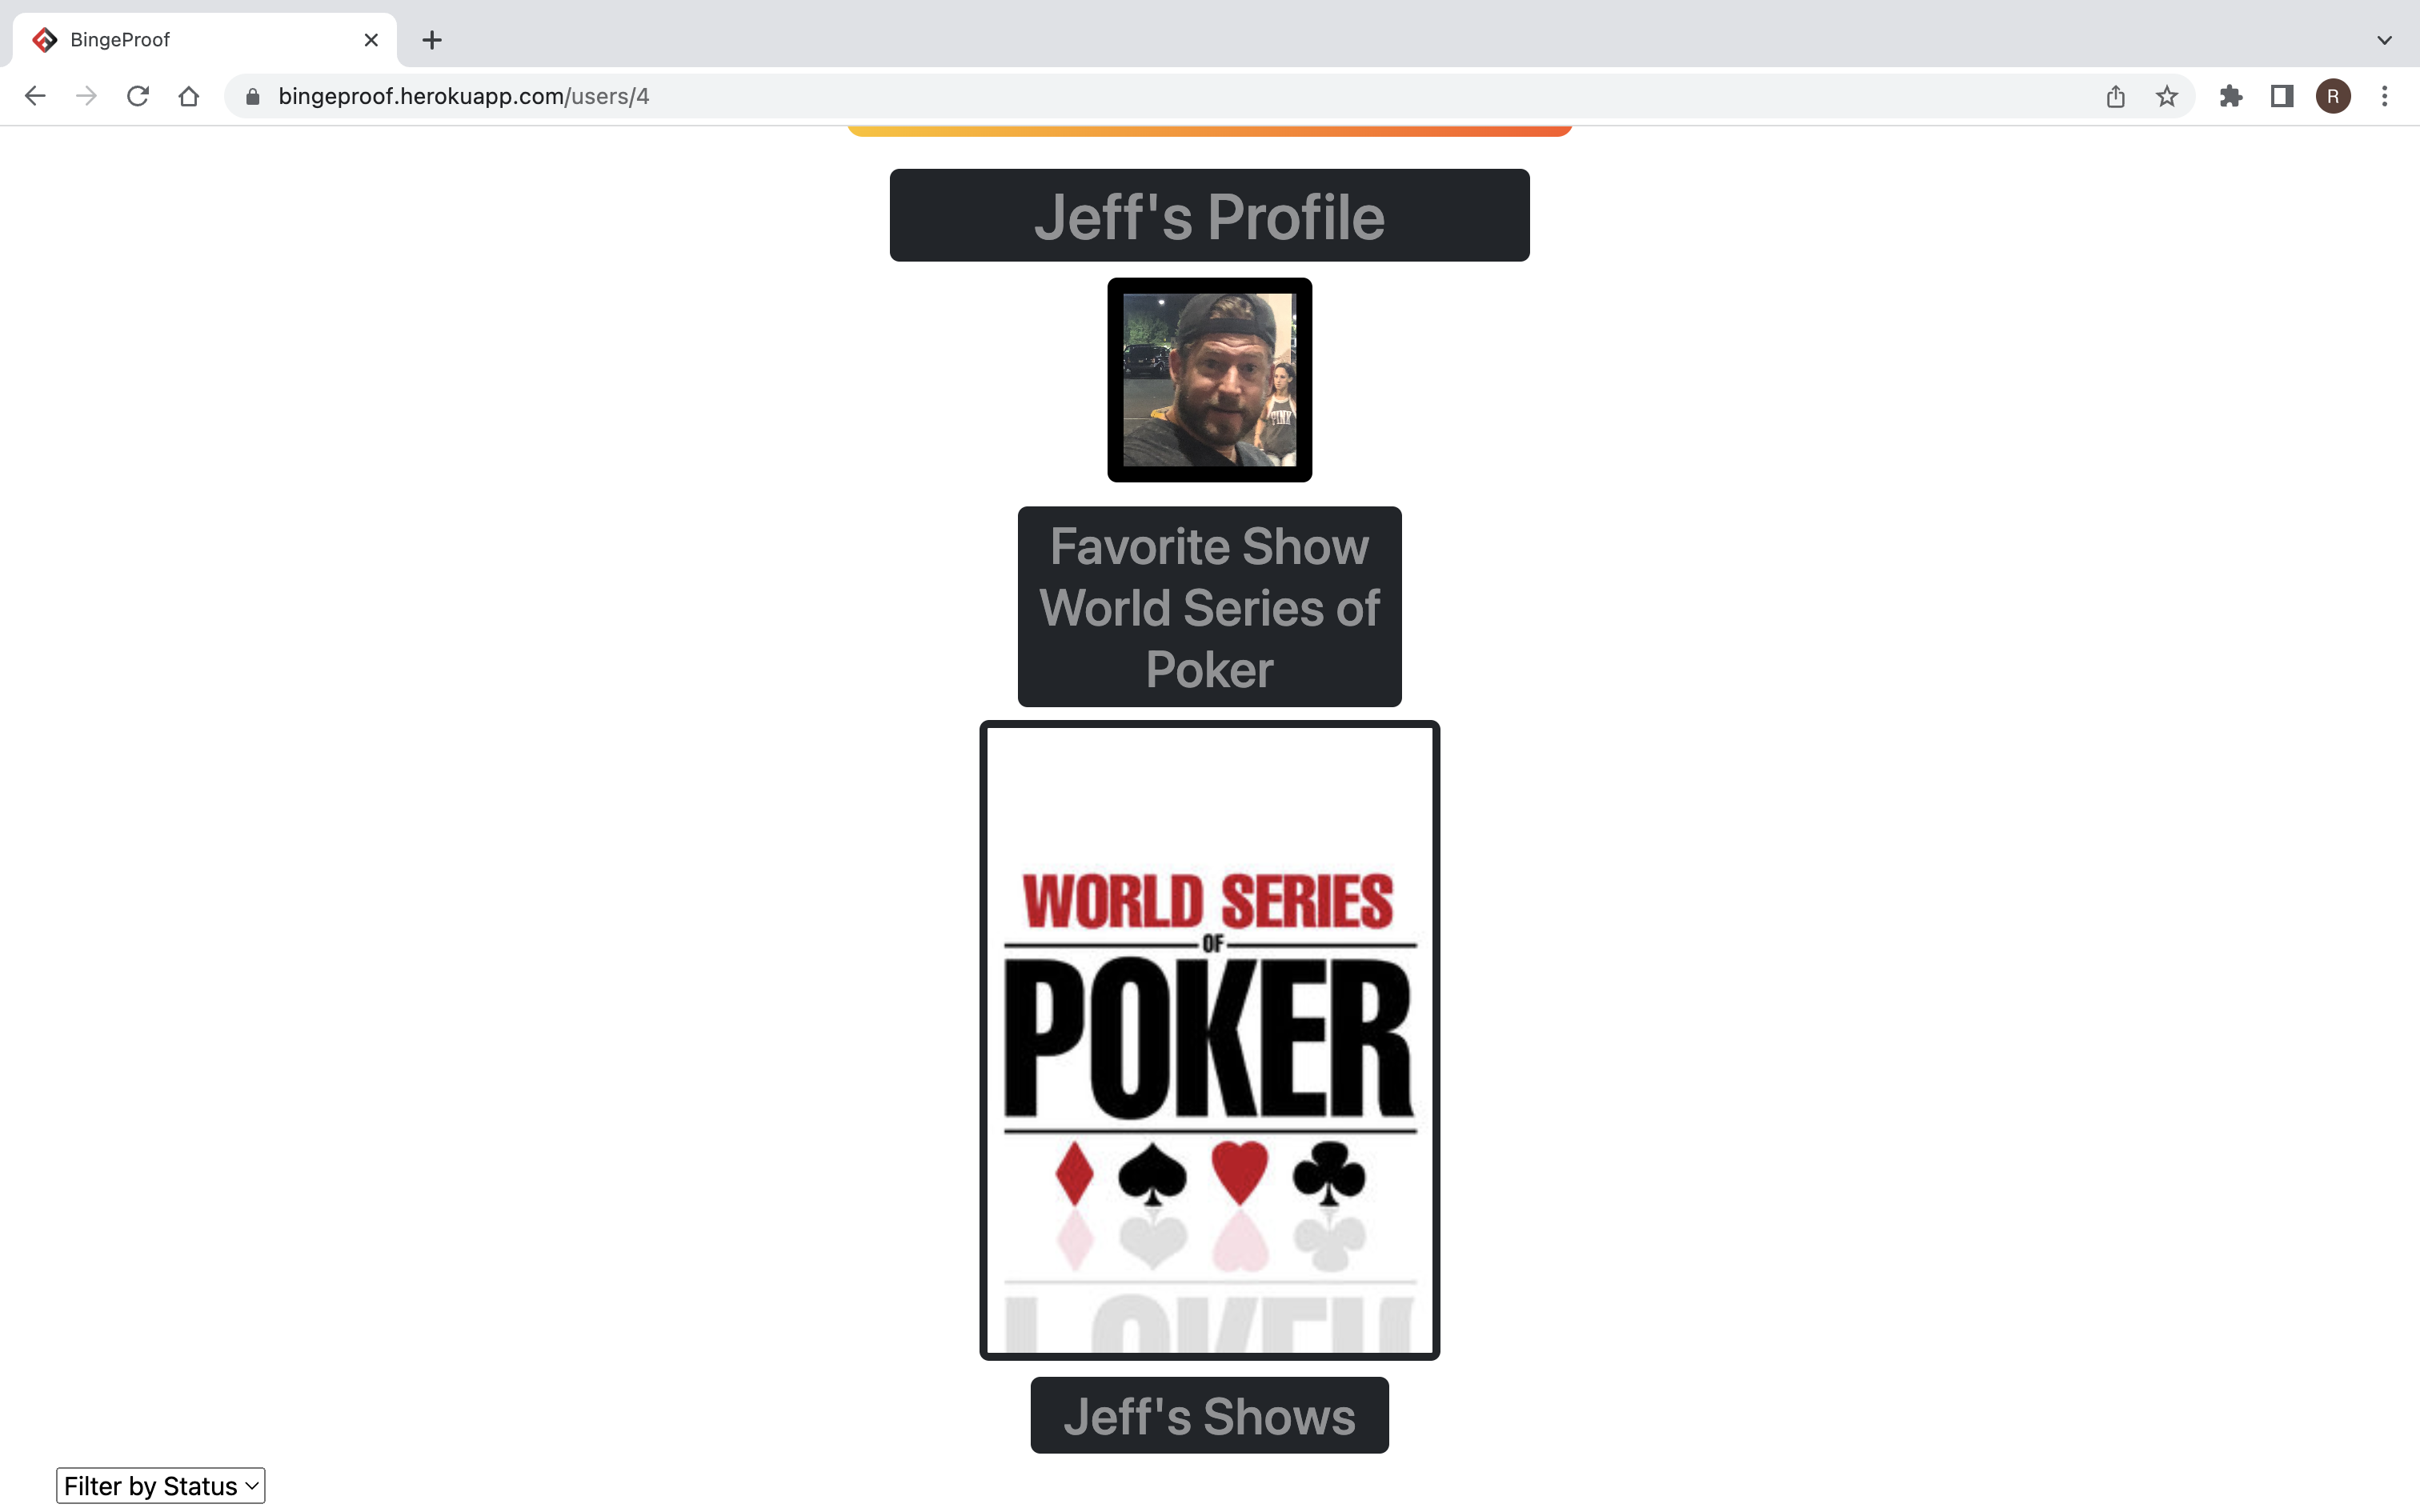 BingeProof
bingeproof.herokuapp.com/users/4
R
Jeff's Profile
PINK
Favorite Show
World Series of
Poker
WORLD SERIES
OF
POKER
Jeff's Shows
Filter by Status